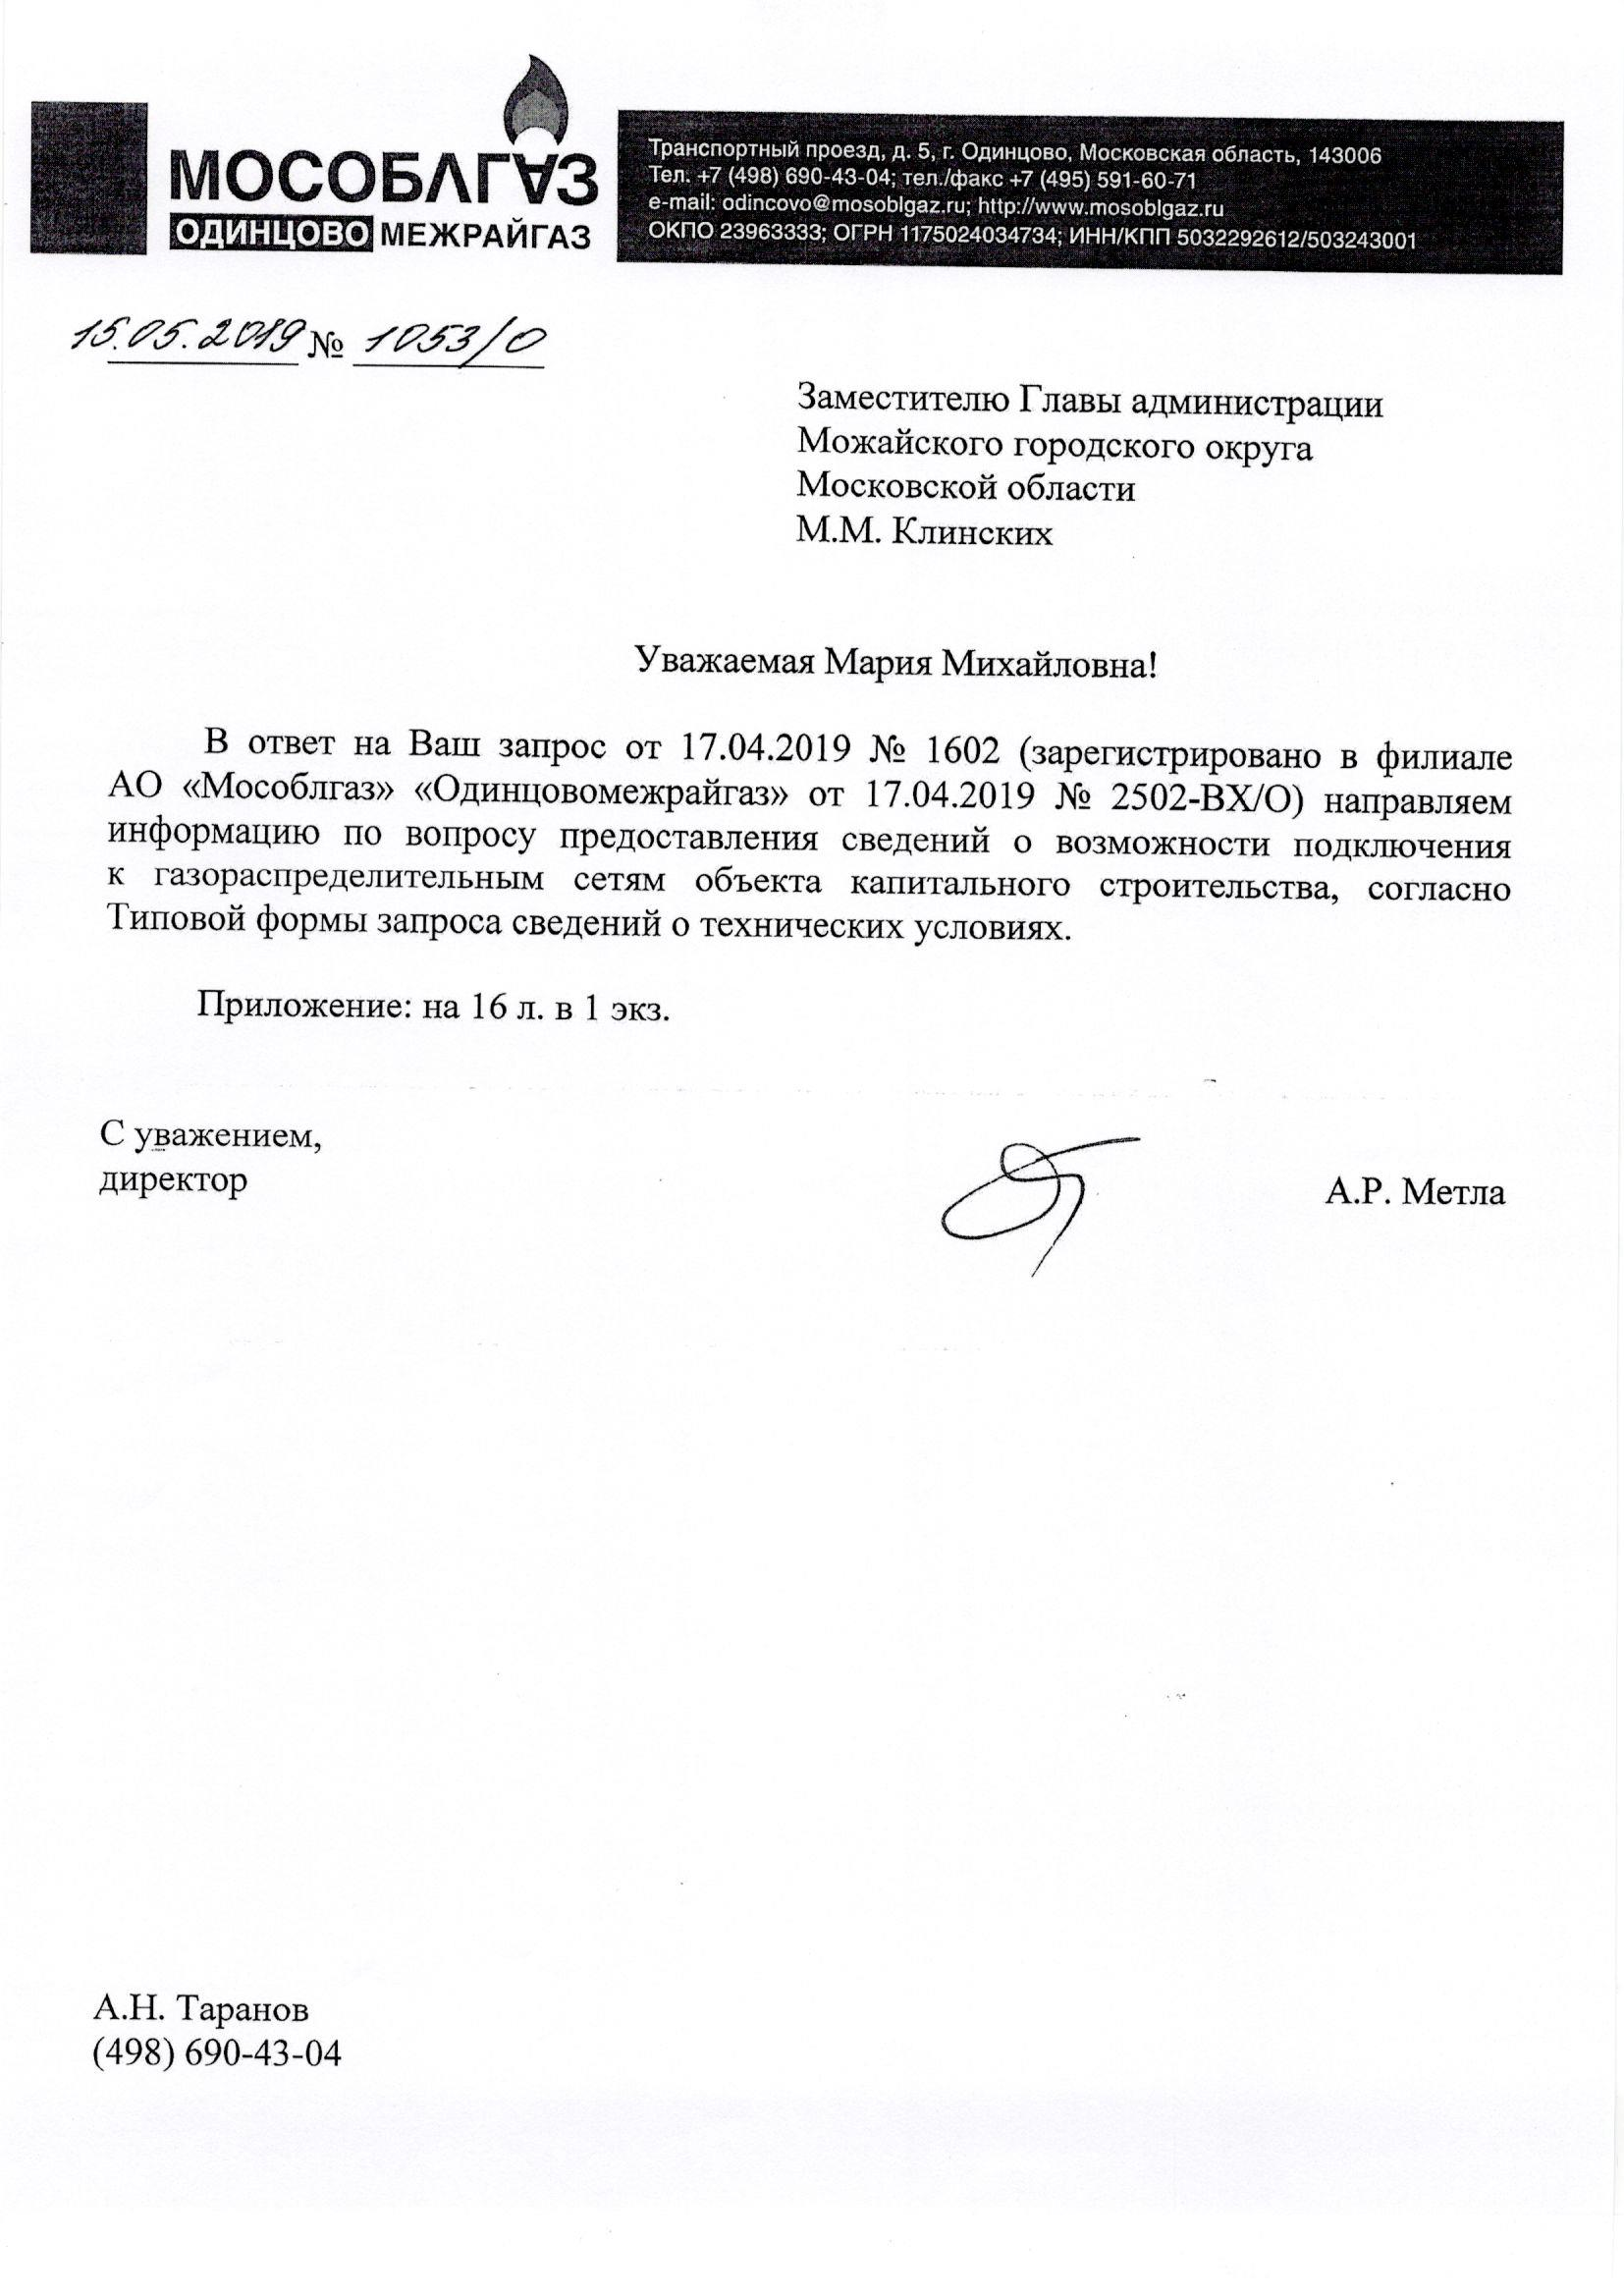 МОСОБЛГАЗ
ОДИНЦОВО МЕЖРАЙГАЗ
Транспортный проезд, д. 5, г. Одинцово, Московская область, 143006
Тел. +7 (498) 690-43-04; тел./факс +7 (495) 591-60-71
e-mail: odincovo@mosoblgaz.ru; http://www.mosoblgaz.ru
ОКПО 23963333; ОГРН 1175024034734; ИНН/КПП 5032292612/503243001
15.05.2019 № 1053/О
Заместителю Главы администрации
Можайского городского округа
Московской области
М.М. Клинских
Уважаемая Мария Михайловна!
В ответ на Ваш запрос от 17.04.2019 № 1602 (зарегистрировано в филиале
АО «Мособлгаз» «Одинцовомежрайгаз» от 17.04.2019 № 2502-ВХ/О) направляем
информацию по вопросу предоставления сведений о возможности подключения
к газораспределительным сетям объекта капитального строительства, согласно
Типовой формы запроса сведений о технических условиях.
Приложение: на 16 л. в 1 экз.
С уважением,
директор
А.Р. Метла
А.Н. Таранов
(498) 690-43-04